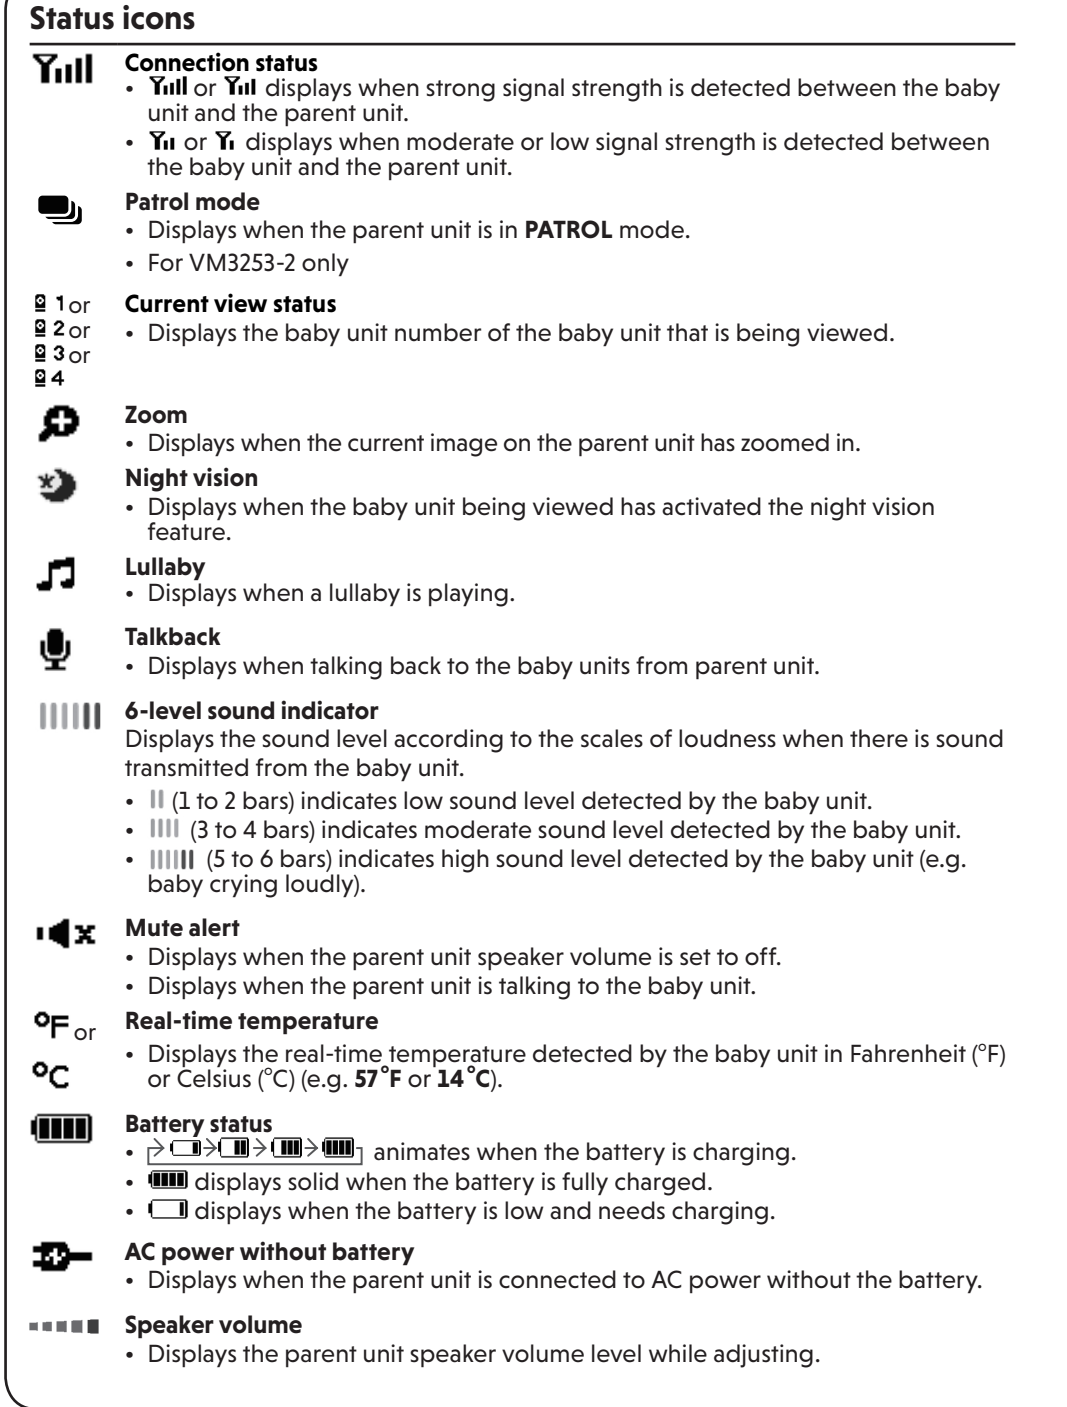 Status icons
Connection status
• or displays when strong signal strength is detected between the baby
unit and the parent unit.
• or displays when moderate or low signal strength is detected between
the baby unit and the parent unit.
Patrol mode
• Displays when the parent unit is in PATROL mode.
• For VM3253-2 only
1 or
2 or
3 or
4
Current view status
• Displays the baby unit number of the baby unit that is being viewed.
Zoom
• Displays when the current image on the parent unit has zoomed in.
Night vision
• Displays when the baby unit being viewed has activated the night vision
feature.
Lullaby
• Displays when a lullaby is playing.
Talkback
• Displays when talking back to the baby units from parent unit.
6-level sound indicator
Displays the sound level according to the scales of loudness when there is sound
transmitted from the baby unit.
• (1 to 2 bars) indicates low sound level detected by the baby unit.
• (3 to 4 bars) indicates moderate sound level detected by the baby unit.
• (5 to 6 bars) indicates high sound level detected by the baby unit (e.g.
baby crying loudly).
Mute alert
• Displays when the parent unit speaker volume is set to off.
• Displays when the parent unit is talking to the baby unit.
°F or
°C
Real-time temperature
• Displays the real-time temperature detected by the baby unit in Fahrenheit (°F)
or Celsius (°C) (e.g. 57°F or 14°C).
Battery status
• animates when the battery is charging.
• displays solid when the battery is fully charged.
• displays when the battery is low and needs charging.
AC power without battery
• Displays when the parent unit is connected to AC power without the battery.
Speaker volume
• Displays the parent unit speaker volume level while adjusting.